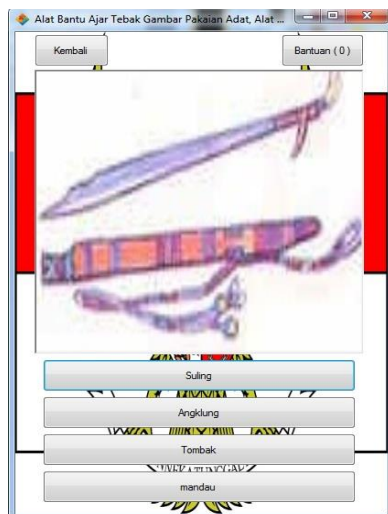 Alat Bantu Ajar Tebak Gambar Pakaian Adat, Alat ...
Kembali
Bantuan ( 0 )
Suling
Angklung
Tombak
mandau